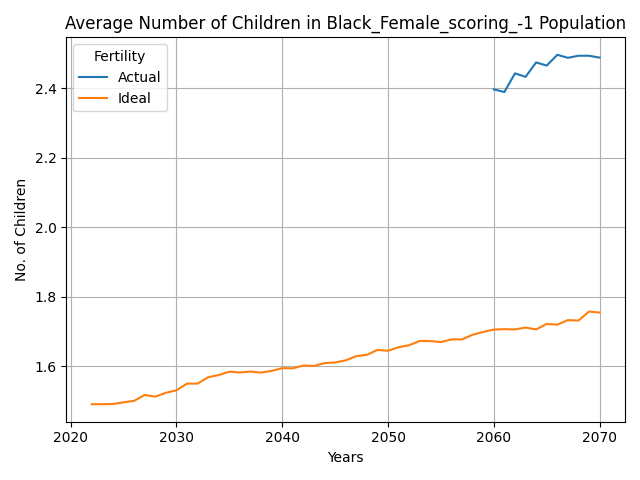 Average Number of Children in Black_Female_scoring_-1 Population
Fertility
Actual
Ideal
No. of Children
2.4
2.2
2.0
1.8
1.6
2020 2030 2040 2050 2060 2070
Years